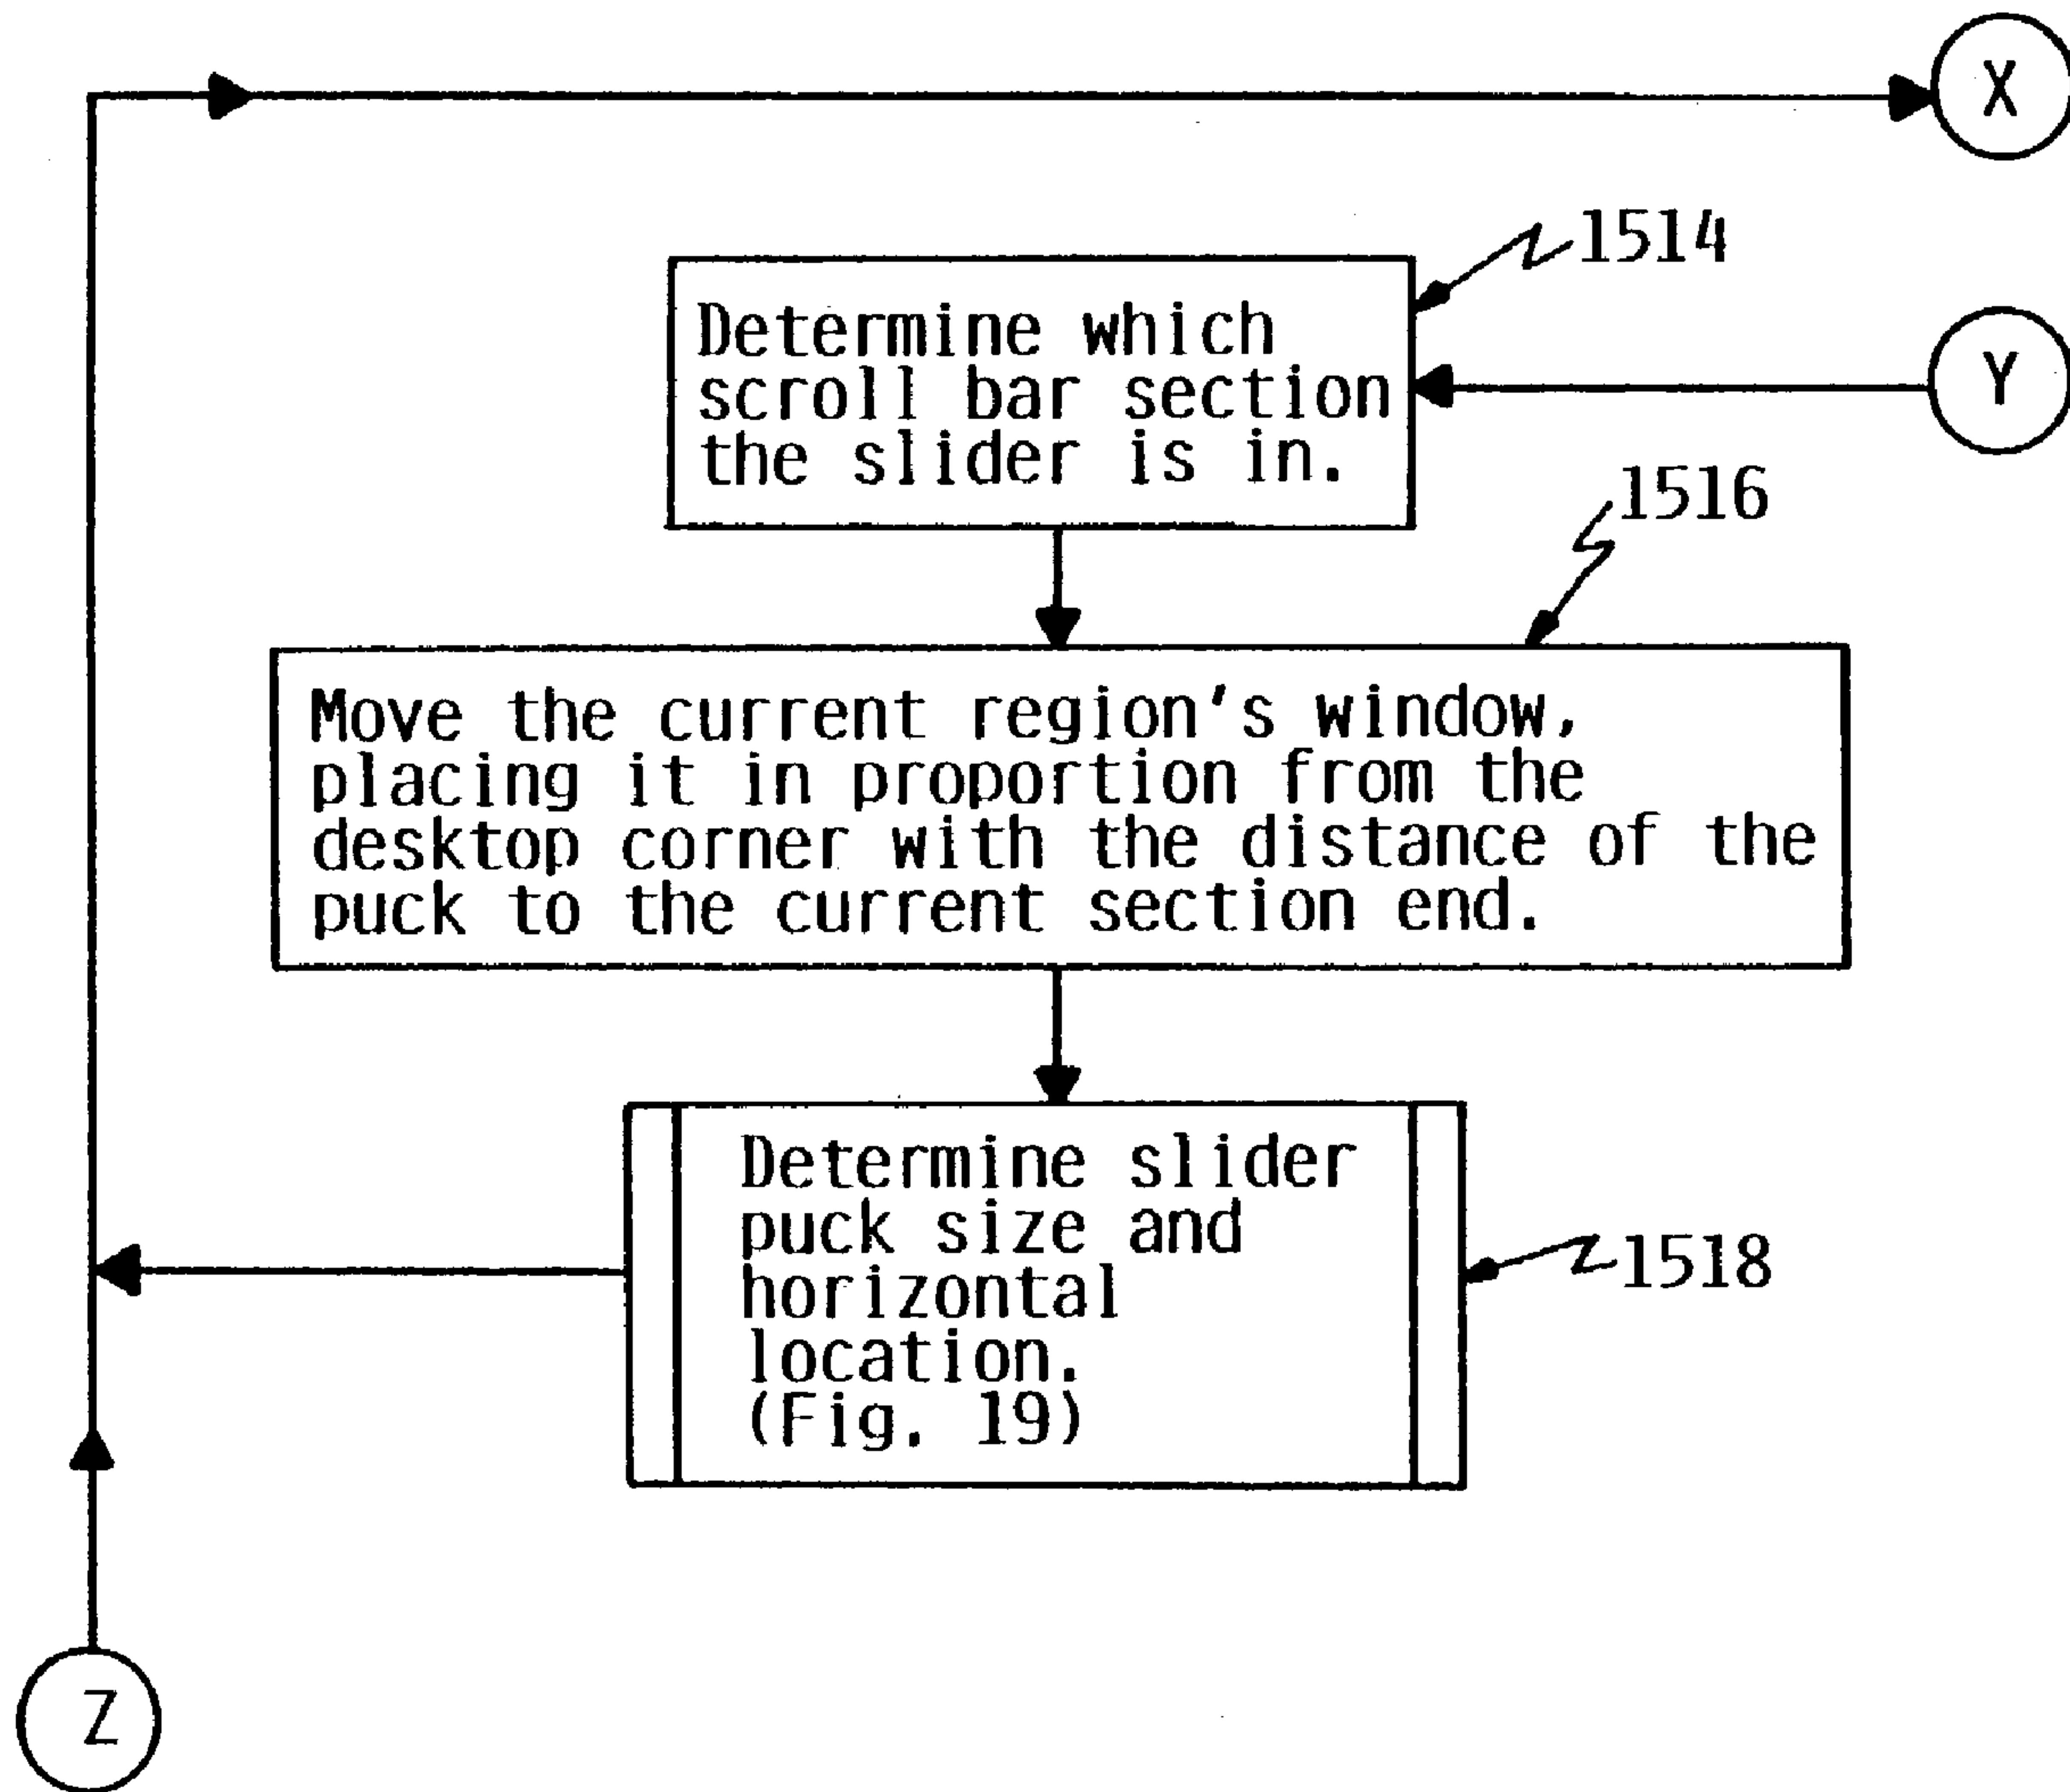 X
1514
Determine which
scroll bar section
the slider is in.
Y
1516
Move the current region's window,
placing it in proportion from the
desktop corner with the distance of the
puck to the current section end.
Determine slider
puck size and
horizontal
location.
(Fig. 19)
1518
Z